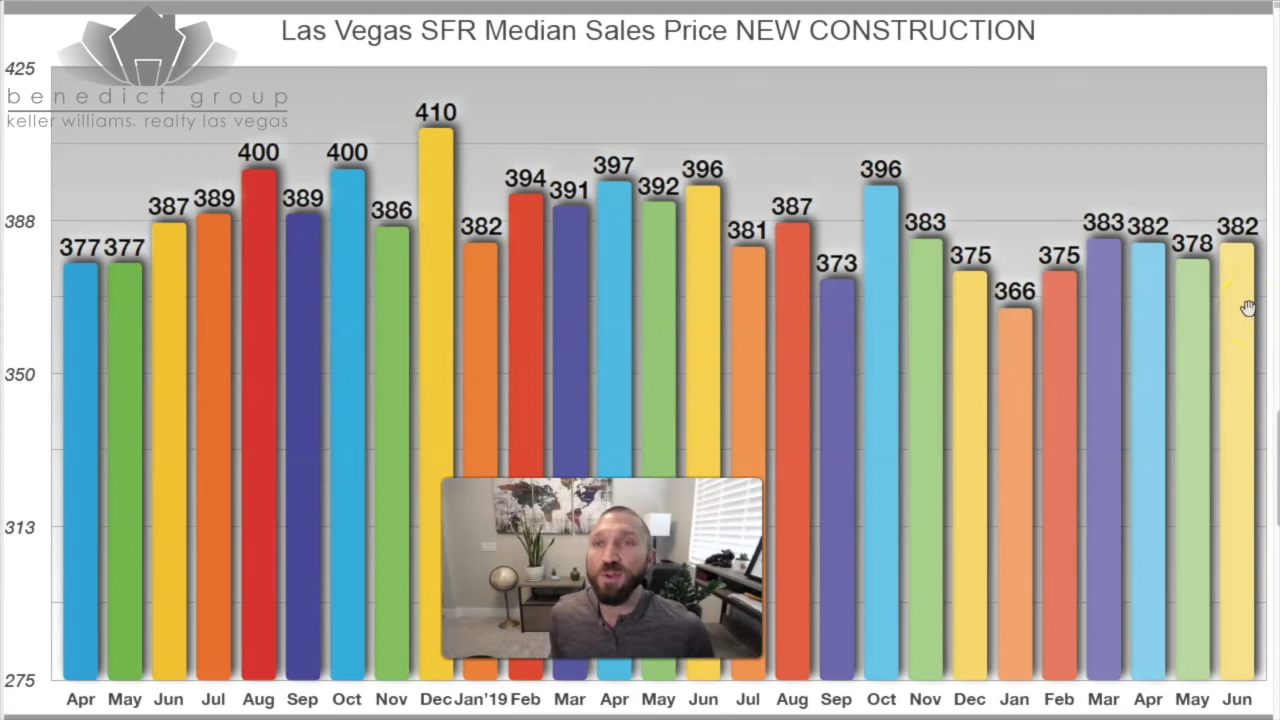 Las Vegas SFR Median Sales Price NEW CONSTRUCTION
benedict group
keller williams. realty las vegas
425
388
350
313
275
377 377 387 389 400 389 400 386 410 382 394 391 397 392 396 381 387 373 396 383 375 366 375 383 382 378 382
Apr May Jun Jul Aug Sep Oct Nov Dec Jan'19 Feb Mar Apr May Jun Jul Aug Sep Oct Nov Dec Jan Feb Mar Apr May Jun